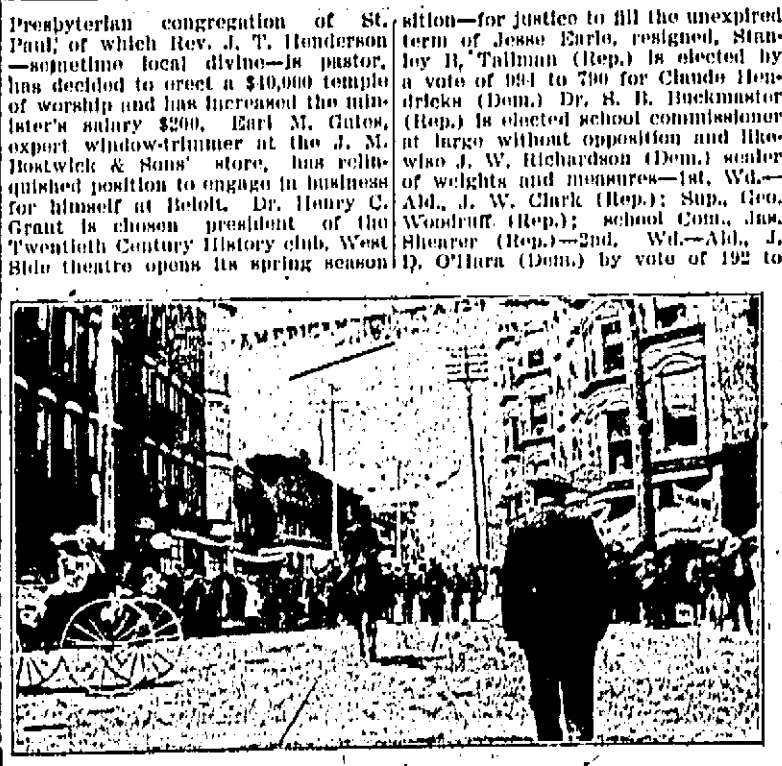 Presbyterian congregation of St.
Paul, of which Rev. J. T. Henderson
—sometime local divine—is pastor,
has decided to erect a $40,000 temple
of worship and has increased the min-
ister's salary $200. Earl M. Gates,
expert window-trimmer at the J. M.
Bostwick & Sons' store, has relin-
quished position to engage in business
for himself at Beloit. Dr. Henry C.
Grant is chosen president of the
Twentieth Century History club. West
Side theatre opens its spring season
sition—for justice to fill the unexpired
term of Jesse Earle, resigned, Stan-
ley B. Tallman (Rep.) is elected by
a vote of 994 to 790 for Claude Hen-
dricks (Dem.) Dr. S. B. Buckmaster
(Rep.) is elected school commissioner
at large without opposition and like-
wise J. W. Richardson (Dem.) sealer
of weights and measures—1st. Wd.—
Ald., J. W. Clark (Rep.); Sup., Geo.
Woodruff (Rep.); school Com., Jas.
Shearer (Rep.)—2nd. Wd.—Ald., J.
D. O'Hara (Dem.) by vote of 192 to
AMERICAN